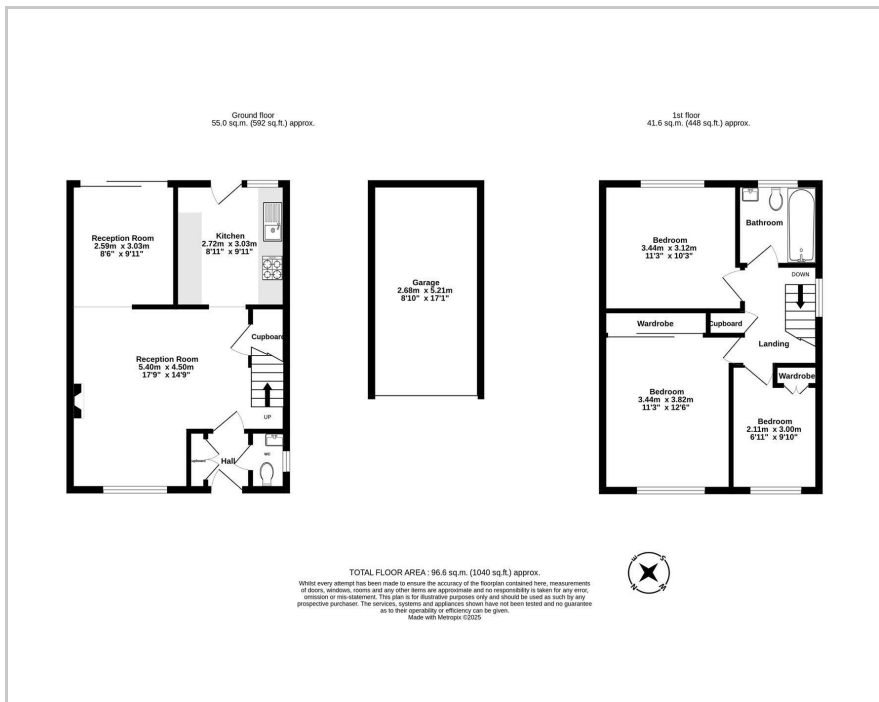 Ground floor
55.0 sq.m. (592 sq.ft.) approx.
Reception Room
2.59m x 3.03m
8'6" x 9'11"
Kitchen
2.72m x 3.03m
8'11" x 9'11"
Reception Room
5.40m x 4.50m
17'9" x 14'9"
Cupboard
UP
Cupboard
Hall
WC
Garage
2.68m x 5.21m
8'10" x 17'1"
1st floor
41.6 sq.m. (448 sq.ft.) approx.
Bedroom
3.44m x 3.12m
11'3" x 10'3"
Bathroom
DOWN
Wardrobe
Cupboard
Landing
Bedroom
3.44m x 3.82m
11'3" x 12'6"
Wardrobe
Bedroom
2.11m x 3.00m
6'11" x 9'10"
TOTAL FLOOR AREA : 96.6 sq.m. (1040 sq.ft.) approx.
Whilst every attempt has been made to ensure the accuracy of the floorplan contained here, measurements
of doors, windows, rooms and any other items are approximate and no responsibility is taken for any error,
omission or mis-statement. This plan is for illustrative purposes only and should be used as such by any
prospective purchaser. The services, systems and appliances shown have not been tested and no guarantee
as to their operability or efficiency can be given.
Made with Metropix ©2025
E
S
N
W